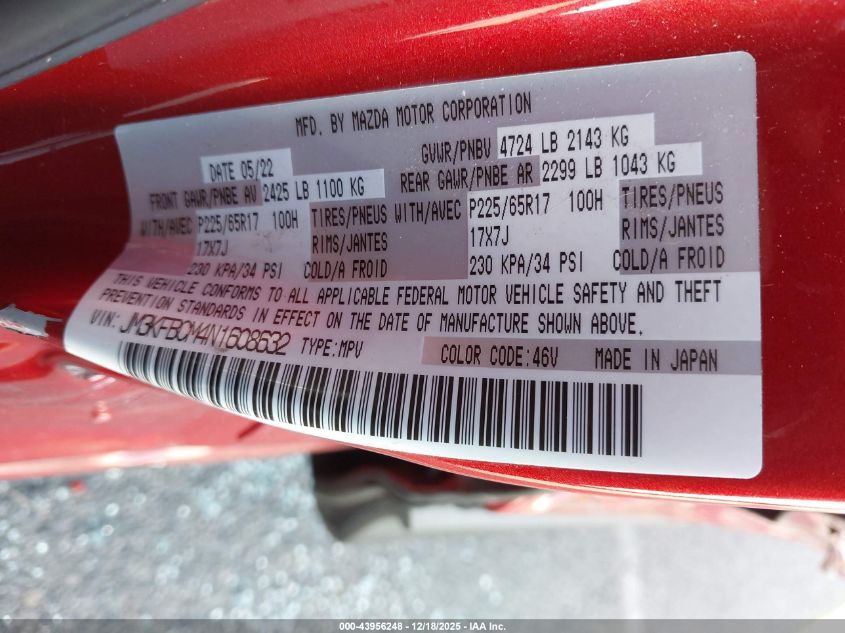 MFD. BY MAZDA MOTOR CORPORATION
DATE 05/22 GVWR/PNBV 4724 LB 2143 KG
FRONT GAWR/PNBE AV 2425 LB 1100 KG REAR GAWR/PNBE AR 2299 LB 1043 KG
WITH/AVEC P225/65R17 100H TIRES/PNEUS WITH/AVEC P225/65R17 100H TIRES/PNEUS
17X7J RIMS/JANTES 17X7J RIMS/JANTES
230 KPA/34 PSI COLD/A FROID 230 KPA/34 PSI COLD/A FROID
THIS VEHICLE CONFORMS TO ALL APPLICABLE FEDERAL MOTOR VEHICLE SAFETY AND THEFT
PREVENTION STANDARDS IN EFFECT ON THE DATE OF MANUFACTURE SHOWN ABOVE.
VIN: JM3KFBCM4N1608632 TYPE:MPV COLOR CODE:46V MADE IN JAPAN
000-43956248 - 12/18/2025 - IAA Inc.